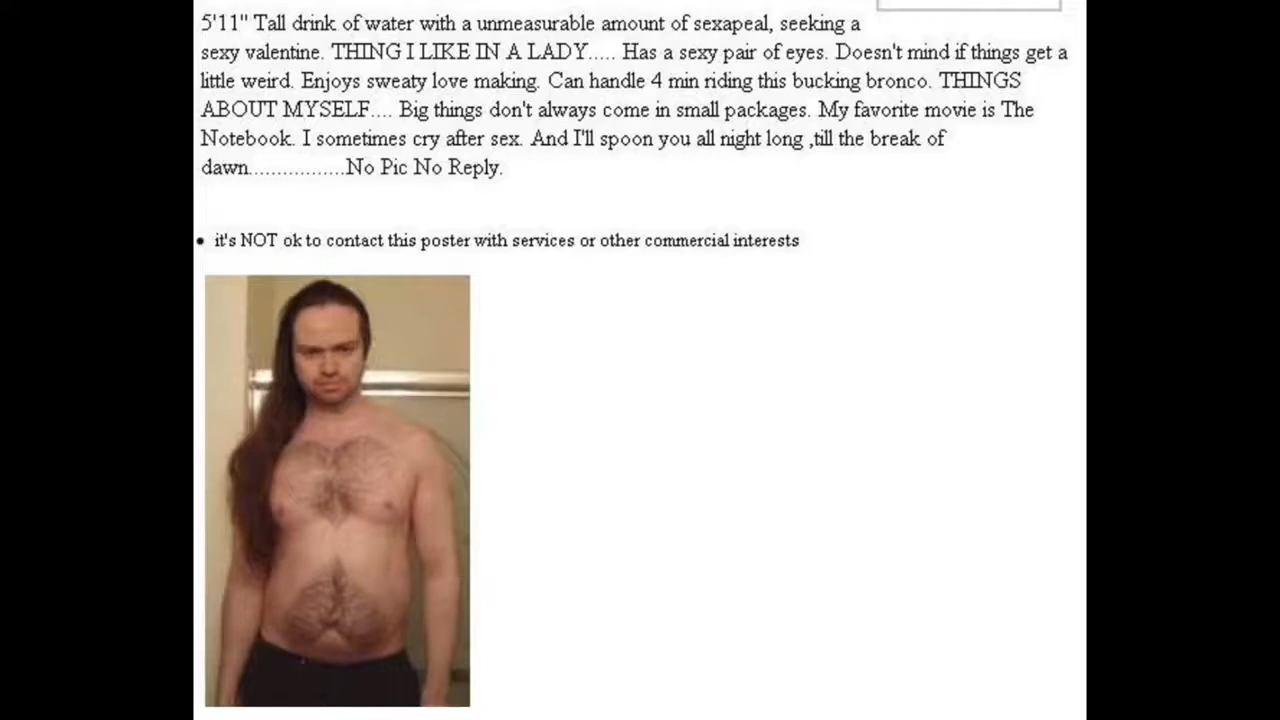 5'11" Tall drink of water with a unmeasurable amount of sexapeal, seeking a
sexy valentine. THING I LIKE IN A LADY..... Has a sexy pair of eyes. Doesn't mind if things get a
little weird. Enjoys sweaty love making. Can handle 4 min riding this bucking bronco. THINGS
ABOUT MYSELF.... Big things don't always come in small packages. My favorite movie is The
Notebook. I sometimes cry after sex. And I'll spoon you all night long ,till the break of
dawn.................No Pic No Reply.
• it's NOT ok to contact this poster with services or other commercial interests